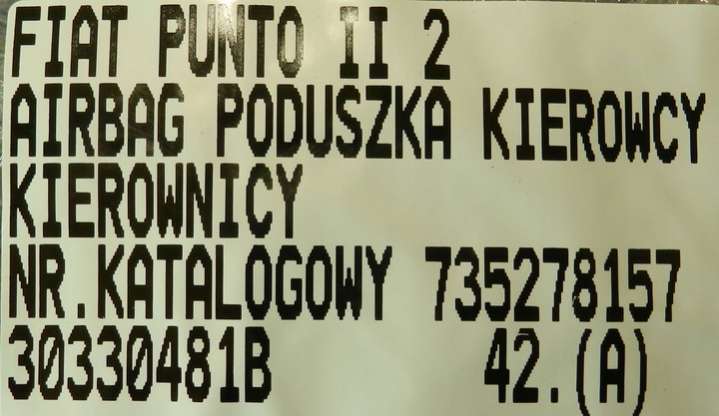 FIAT PUNTO II 2
AIRBAG PODUSZKA KIEROWCY
KIEROWNICY
NR.KATALOGOWY 735278157
30330481B 42.(A)